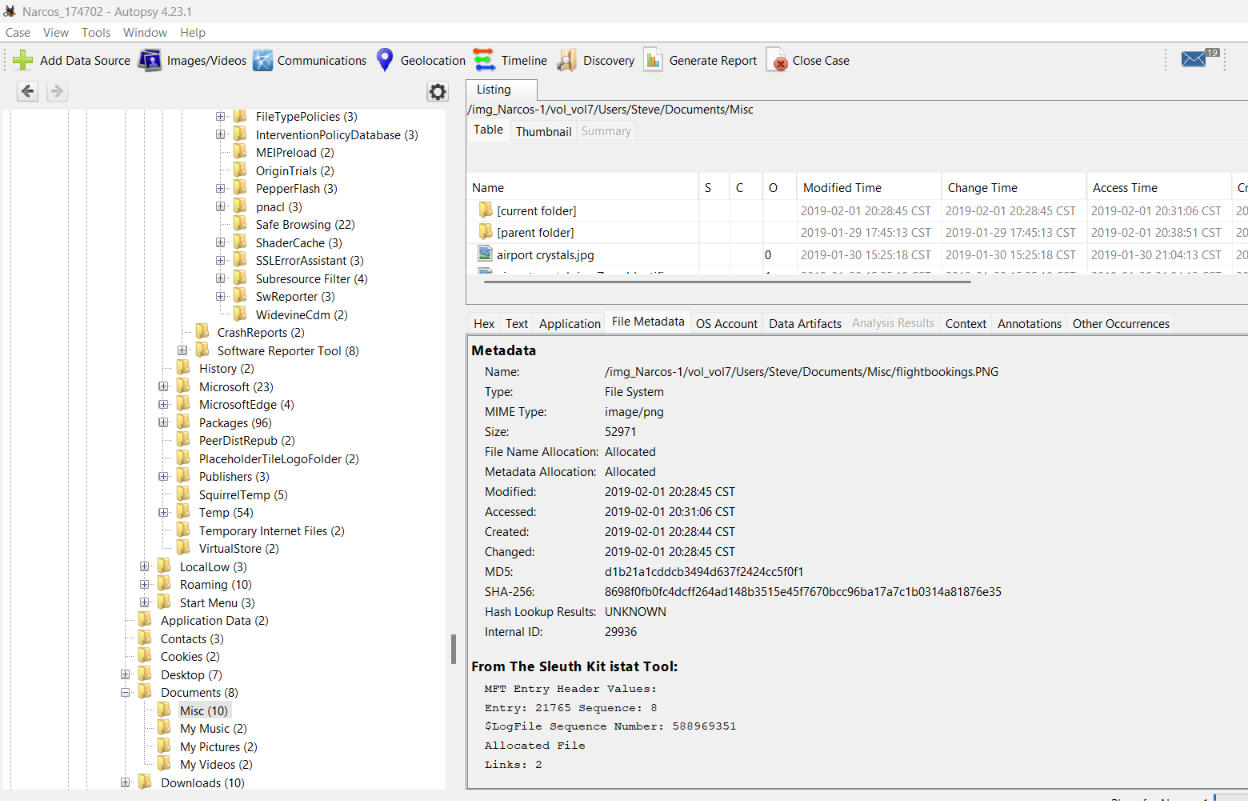 Narcos_174702 - Autopsy 4.23.1
Case View Tools Window Help
Add Data Source Images/Videos Communications Geolocation Timeline Discovery Generate Report Close Case 19
FileTypePolicies (3)
InterventionPolicyDatabase (3)
MEIPreload (2)
OriginTrials (2)
PepperFlash (3)
pnacl (3)
Safe Browsing (22)
ShaderCache (3)
SSLErrorAssistant (3)
Subresource Filter (4)
SwReporter (3)
WidevineCdm (2)
CrashReports (2)
Software Reporter Tool (8)
History (2)
Microsoft (23)
MicrosoftEdge (4)
Packages (96)
PeerDistRepub (2)
PlaceholderTileLogoFolder (2)
Publishers (3)
SquirrelTemp (5)
Temp (54)
Temporary Internet Files (2)
VirtualStore (2)
LocalLow (3)
Roaming (10)
Start Menu (3)
Application Data (2)
Contacts (3)
Cookies (2)
Desktop (7)
Documents (8)
Misc (10)
My Music (2)
My Pictures (2)
My Videos (2)
Downloads (10)
Listing
/img_Narcos-1/vol_vol7/Users/Steve/Documents/Misc
Table Thumbnail Summary
Name S C O Modified Time Change Time Access Time
[current folder] 2019-02-01 20:28:45 CST 2019-02-01 20:28:45 CST 2019-02-01 20:31:06 CST 20
[parent folder] 2019-01-29 17:45:13 CST 2019-01-29 17:45:13 CST 2019-02-01 20:38:51 CST 20
airport crystals.jpg 0 2019-01-30 15:25:18 CST 2019-01-30 15:25:18 CST 2019-01-30 21:04:13 CST 20
Hex Text Application File Metadata OS Account Data Artifacts Analysis Results Context Annotations Other Occurrences
Metadata
Name: /img_Narcos-1/vol_vol7/Users/Steve/Documents/Misc/flightbookings.PNG
Type: File System
MIME Type: image/png
Size: 52971
File Name Allocation: Allocated
Metadata Allocation: Allocated
Modified: 2019-02-01 20:28:45 CST
Accessed: 2019-02-01 20:31:06 CST
Created: 2019-02-01 20:28:44 CST
Changed: 2019-02-01 20:28:45 CST
MD5: d1b21a1cddcb3494d637f2424cc5f0f1
SHA-256: 8698f0fb0fc4dcff264ad148b3515e45f7670bcc96ba17a7c1b0314a81876e35
Hash Lookup Results: UNKNOWN
Internal ID: 29936
From The Sleuth Kit istat Tool:
MFT Entry Header Values:
Entry: 21765 Sequence: 8
$LogFile Sequence Number: 588969351
Allocated File
Links: 2